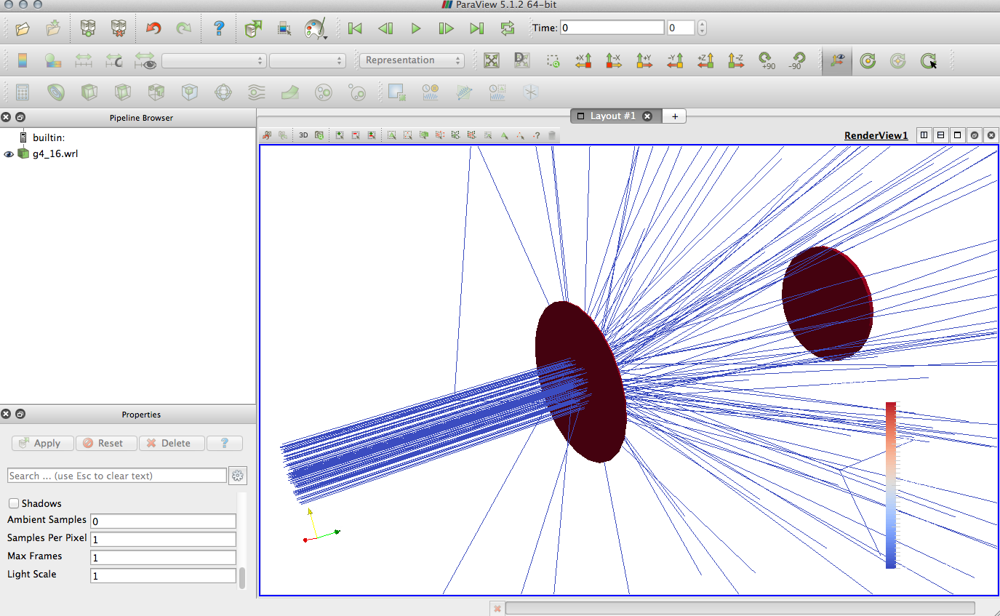 ParaView 5.1.2 64-bit
? Time: 0 0
Representation D +X -X +Y -Y +Z -Z +90 -90
Layout #1 +
Pipeline Browser
3D ? RenderView1
builtin:
g4_16.wrl
Properties
Apply Reset Delete ?
Search ... (use Esc to clear text)
Shadows
Ambient Samples 0
Samples Per Pixel 1
Max Frames 1
Light Scale 1